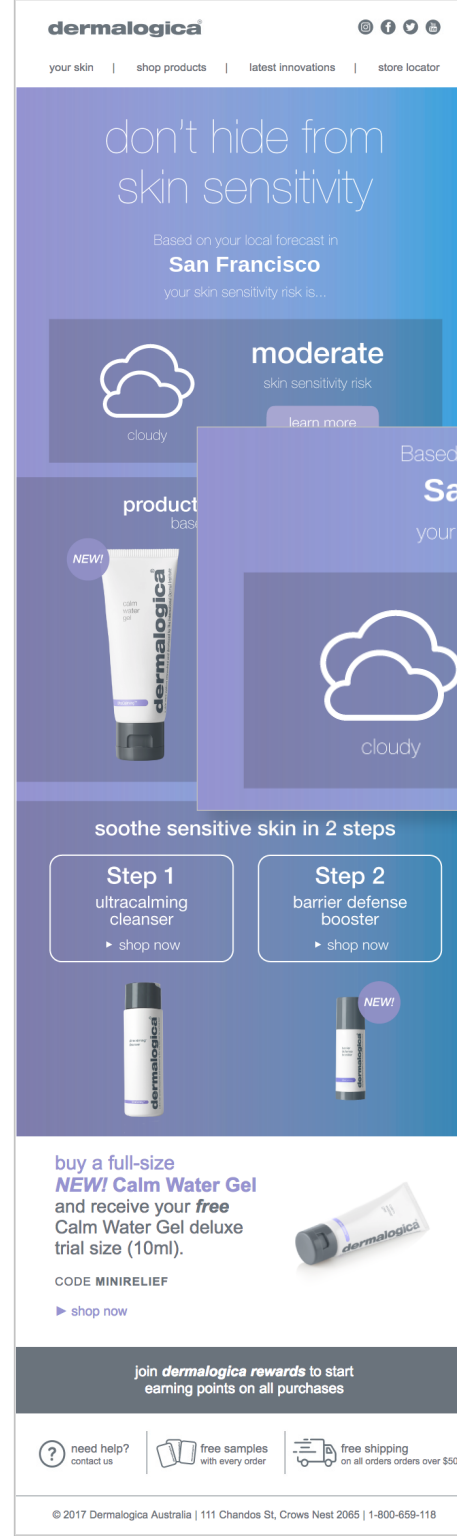 dermalogica
your skin | shop products | latest innovations | store locator
don't hide from
skin sensitivity
Based on your local forecast in
San Francisco
your skin sensitivity risk is...
moderate
skin sensitivity risk
cloudy
learn more
Based
Sa
your
cloudy
product
base
NEW!
calm
water
gel
dermalogica
soothe sensitive skin in 2 steps
Step 1
ultracalming
cleanser
shop now
Step 2
barrier defense
booster
shop now
NEW!
dermalogica
dermalogica
buy a full-size
NEW! Calm Water Gel
and receive your free
Calm Water Gel deluxe
trial size (10ml).
CODE MINIRELIEF
shop now
dermalogica
join dermalogica rewards to start
earning points on all purchases
need help?
contact us
free samples
with every order
free shipping
on all orders orders over $50
© 2017 Dermalogica Australia | 111 Chandos St, Crows Nest 2065 | 1-800-659-118